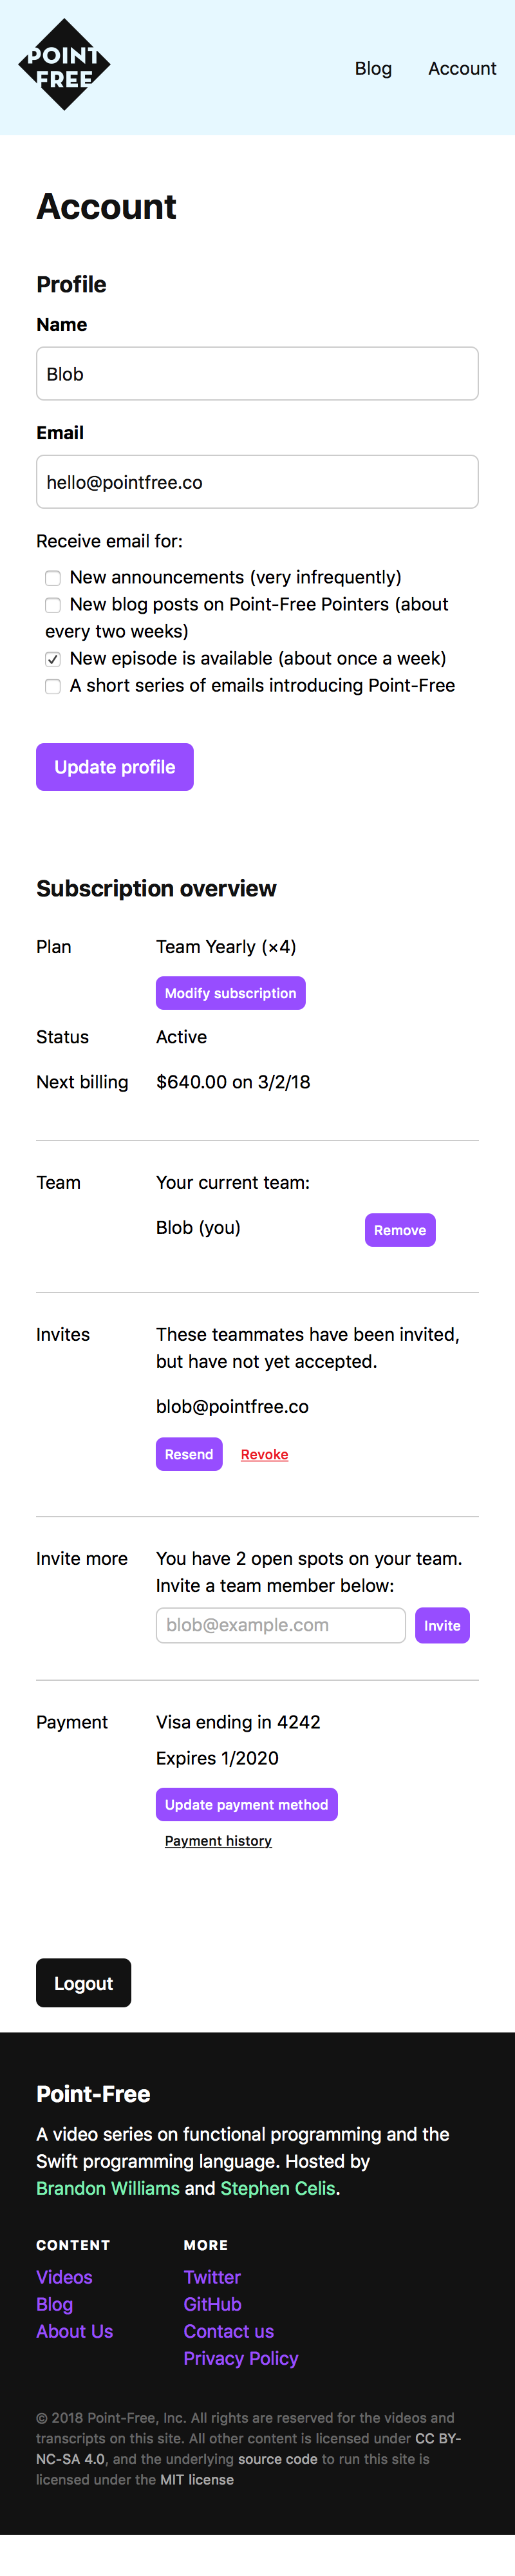 POINT
FREE
Blog
Account
Account
Profile
Name
Blob
Email
hello@pointfree.co
Receive email for:
New announcements (very infrequently)
New blog posts on Point-Free Pointers (about
every two weeks)
New episode is available (about once a week)
A short series of emails introducing Point-Free
Update profile
Subscription overview
Plan
Team Yearly (×4)
Modify subscription
Status
Active
Next billing
$640.00 on 3/2/18
Team
Your current team:
Blob (you)
Remove
Invites
These teammates have been invited,
but have not yet accepted.
blob@pointfree.co
Resend
Revoke
Invite more
You have 2 open spots on your team.
Invite a team member below:
blob@example.com
Invite
Payment
Visa ending in 4242
Expires 1/2020
Update payment method
Payment history
Logout
Point-Free
A video series on functional programming and the
Swift programming language. Hosted by
Brandon Williams and Stephen Celis.
CONTENT
Videos
Blog
About Us
MORE
Twitter
GitHub
Contact us
Privacy Policy
© 2018 Point-Free, Inc. All rights are reserved for the videos and
transcripts on this site. All other content is licensed under CC BY-
NC-SA 4.0, and the underlying source code to run this site is
licensed under the MIT license